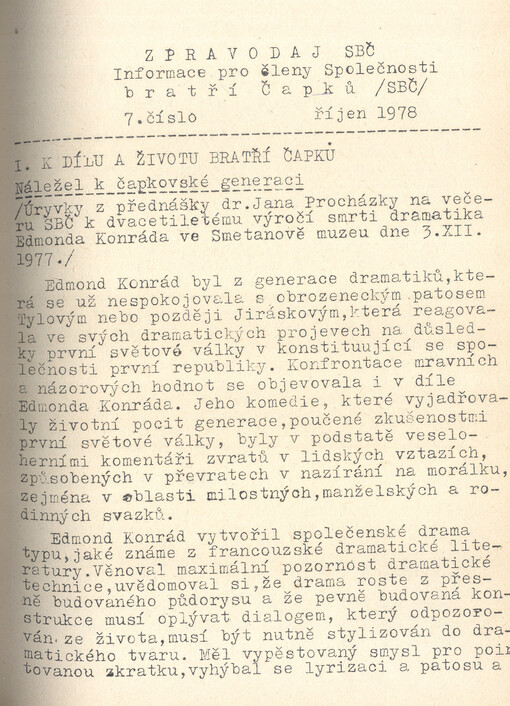 Z P R A V O D A J SBČ
Informace pro členy Společnosti
b r a t ř í Č a p k ů /SBČ/
7.číslo říjen 1978
I. K DÍLU A ŽIVOTU BRATŘÍ ČAPKŮ
Náležel k čapkovské generaci
/Úryvky z přednášky dr.Jana Procházky na veče-
ru SBČ k dvacetiletému výročí smrti dramatika
Edmonda Konráda ve Smetanově muzeu dne 3.XII.
1977./
Edmond Konrád byl z generace dramatiků,kte-
rá se už nespokojovala s obrozeneckým patosem
Tylovým nebo později Jiráskovým,která reagova-
la ve svých dramatických projevech na důsled-
ky první světové války v konstituující se spo-
lečnosti první republiky. Konfrontace mravních
a názorových hodnot se objevovala i v díle
Edmonda Konráda. Jeho komedie, které vyjadřova-
ly životní pocit generace,poučené zkušenostmi
první světové války, byly v podstatě veselo-
herními komentáři zvratů v lidských vztazích,
způsobených v převratech v nazírání na morálku,
zejména v oblasti milostných,manželských a ro-
dinných svazků.
Edmond Konrád vytvořil společenské drama
typu,jaké známe z francouzské dramatické lite-
ratury.Věnoval maximální pozornost dramatické
technice,uvědomoval si,že drama roste z přes-
ně budovaného půdorysu a že pevně budovaná kon-
strukce musí oplývat dialogem, který odpozoro-
ván ze života,musí být nutně stylizován do dra-
matického tvaru. Měl vypěstovaný smysl pro poin
tovanou zkratku,vyhýbal se lyrizaci a patosu a